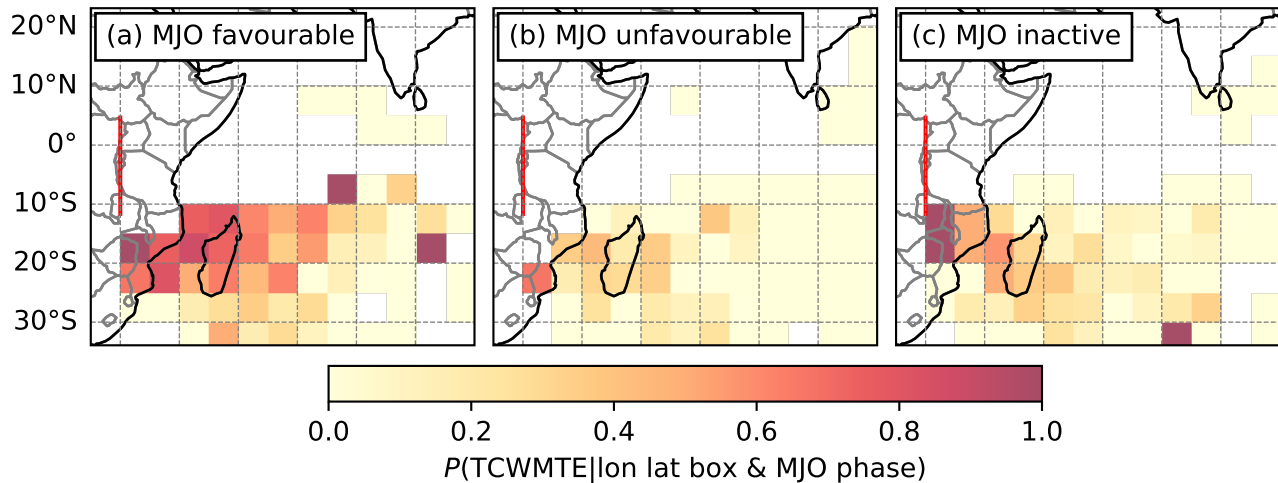 (a) MJO favourable
(b) MJO unfavourable
(c) MJO inactive
20°N
10°N
0°
10°S
20°S
30°S
0.0 0.2 0.4 0.6 0.8 1.0
P(TCWMTE|lon lat box & MJO phase)